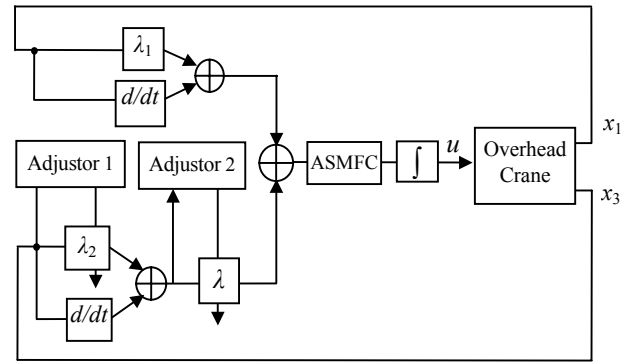 λ1
d/dt
x1
Adjustor 1
Adjustor 2
ASMFC
∫
u
Overhead
Crane
x3
λ2
λ
d/dt